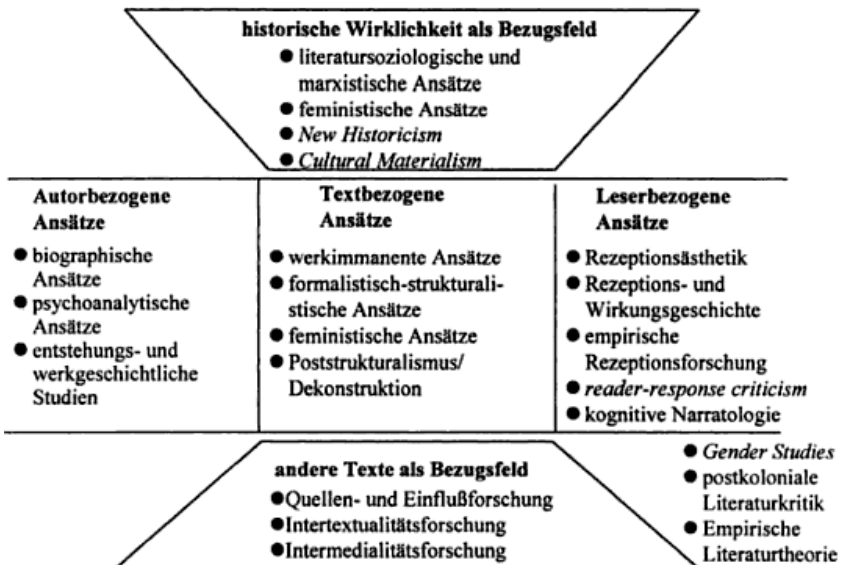 historische Wirklichkeit als Bezugsfeld
● literatursoziologische und
marxistische Ansätze
● feministische Ansätze
● New Historicism
● Cultural Materialism
Autorbezogene
Ansätze
● biographische
Ansätze
● psychoanalytische
Ansätze
● entstehungs- und
werkgeschichtliche
Studien
Textbezogene
Ansätze
● werkimmanente Ansätze
● formalistisch-strukturali-
stische Ansätze
● feministische Ansätze
● Poststrukturalismus/
Dekonstruktion
Leserbezogene
Ansätze
● Rezeptionsästhetik
● Rezeptions- und
Wirkungsgeschichte
● empirische
Rezeptionsforschung
● reader-response criticism
● kognitive Narratologie
andere Texte als Bezugsfeld
●Quellen- und Einflußforschung
●Intertextualitätsforschung
●Intermedialitätsforschung
● Gender Studies
● postkoloniale
Literaturkritik
● Empirische
Literaturtheorie